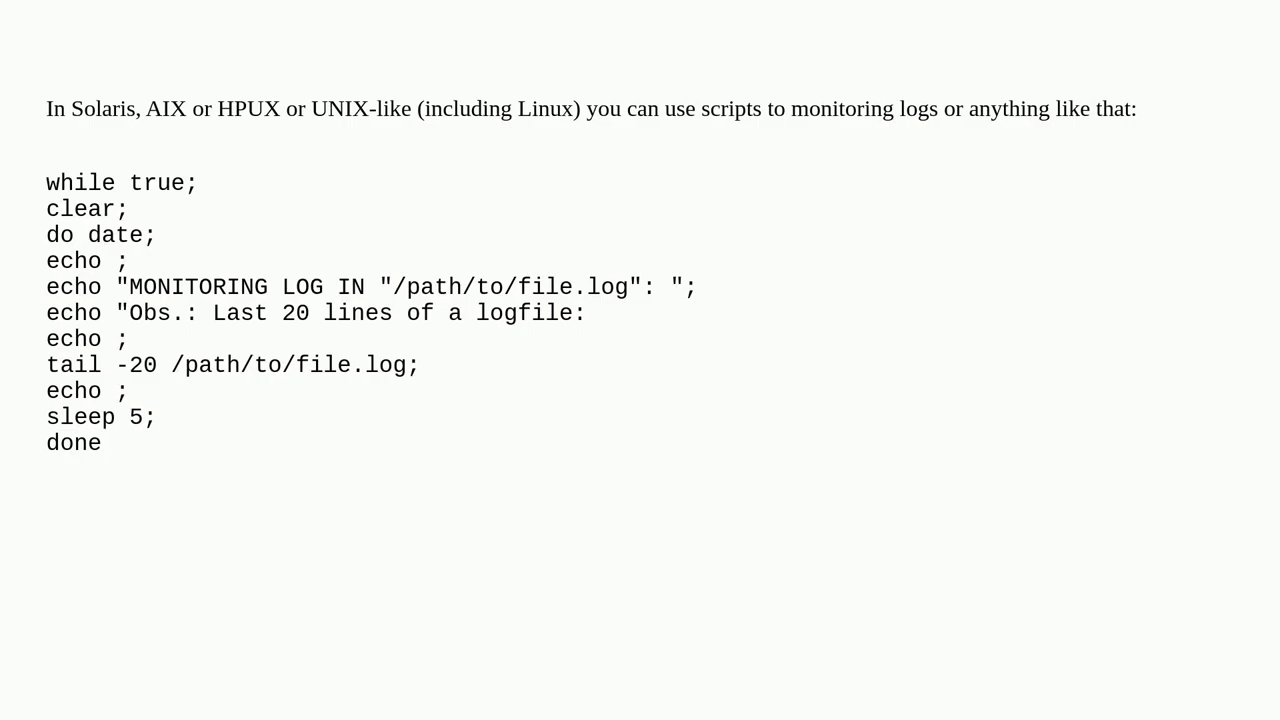 In Solaris, AIX or HPUX or UNIX-like (including Linux) you can use scripts to monitoring logs or anything like that:
while true;
clear;
do date;
echo ;
echo "MONITORING LOG IN "/path/to/file.log": ";
echo "Obs.: Last 20 lines of a logfile:
echo ;
tail -20 /path/to/file.log;
echo ;
sleep 5;
done